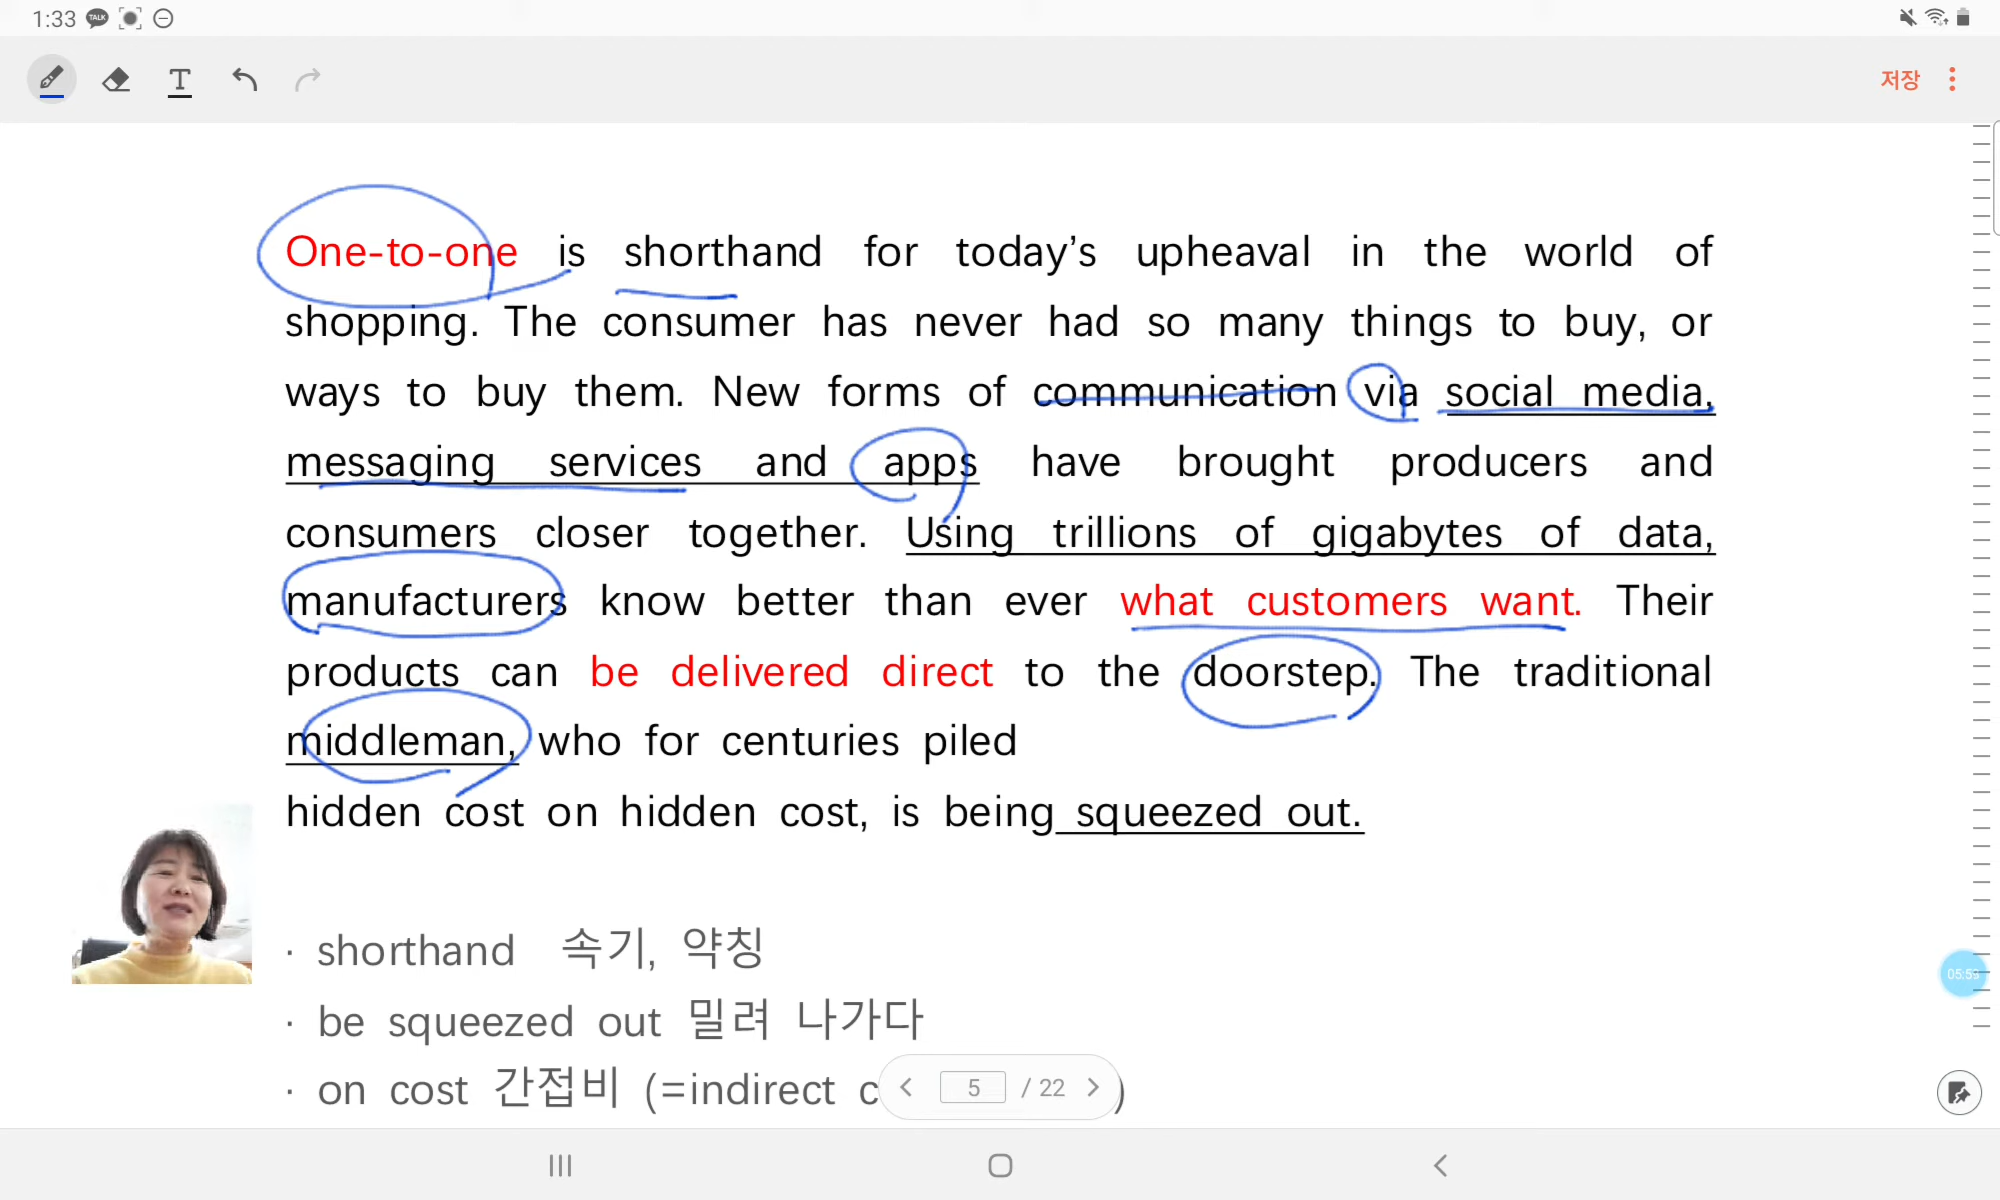 1:33 TALK
저장
One-to-one is shorthand for today's upheaval in the world of
shopping. The consumer has never had so many things to buy, or
ways to buy them. New forms of communication via social media,
messaging services and apps have brought producers and
consumers closer together. Using trillions of gigabytes of data,
manufacturers know better than ever what customers want. Their
products can be delivered direct to the doorstep. The traditional
middleman, who for centuries piled
hidden cost on hidden cost, is being squeezed out.
· shorthand 속기, 약칭
· be squeezed out 밀려 나가다
· on cost 간접비 (=indirect c )
5 / 22